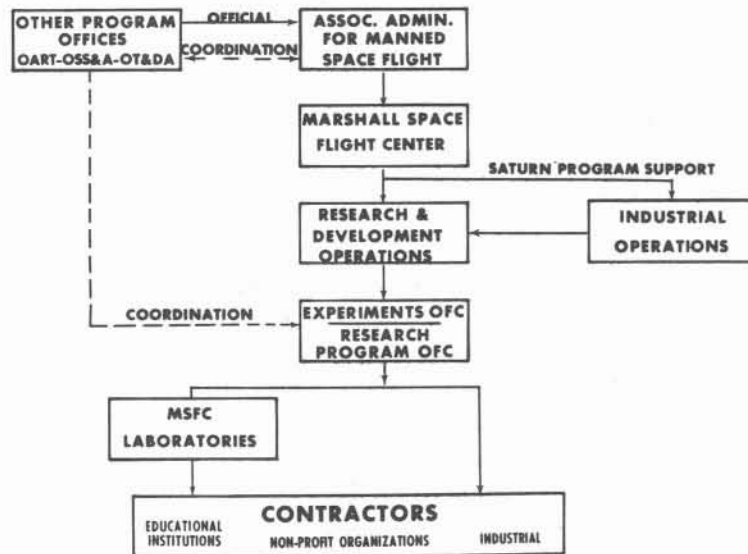 OTHER PROGRAM
OFFICES
OART-OSS&A-OT&DA
OFFICIAL
COORDINATION
ASSOC. ADMIN.
FOR MANNED
SPACE FLIGHT
MARSHALL SPACE
FLIGHT CENTER
SATURN PROGRAM SUPPORT
RESEARCH &
DEVELOPMENT
OPERATIONS
INDUSTRIAL
OPERATIONS
COORDINATION
EXPERIMENTS OFC
RESEARCH
PROGRAM OFC
MSFC
LABORATORIES
CONTRACTORS
EDUCATIONAL
INSTITUTIONS
NON-PROFIT ORGANIZATIONS
INDUSTRIAL